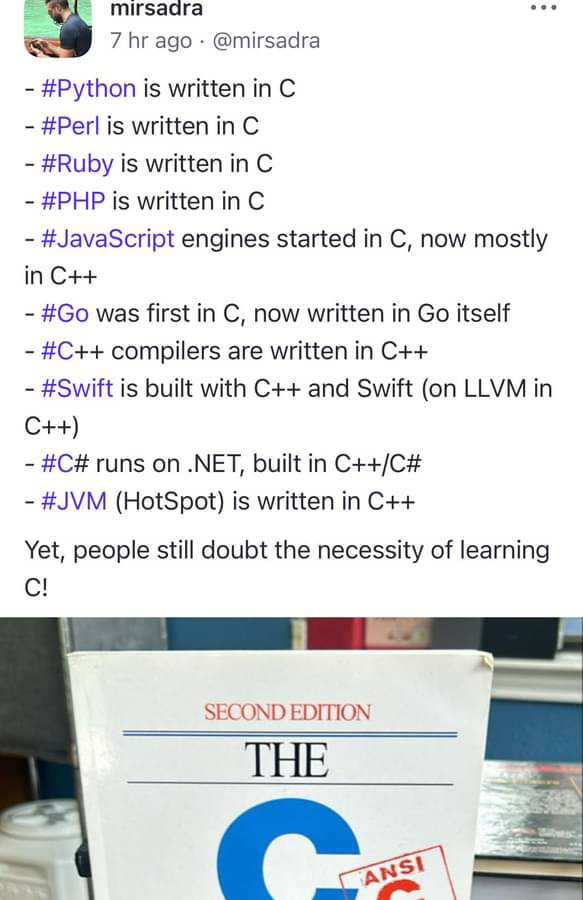 mirsadra
7 hr ago · @mirsadra
- #Python is written in C
- #Perl is written in C
- #Ruby is written in C
- #PHP is written in C
- #JavaScript engines started in C, now mostly
in C++
- #Go was first in C, now written in Go itself
- #C++ compilers are written in C++
- #Swift is built with C++ and Swift (on LLVM in
C++)
- #C# runs on .NET, built in C++/C#
- #JVM (HotSpot) is written in C++
Yet, people still doubt the necessity of learning
C!
SECOND EDITION
THE
C
ANSI
C